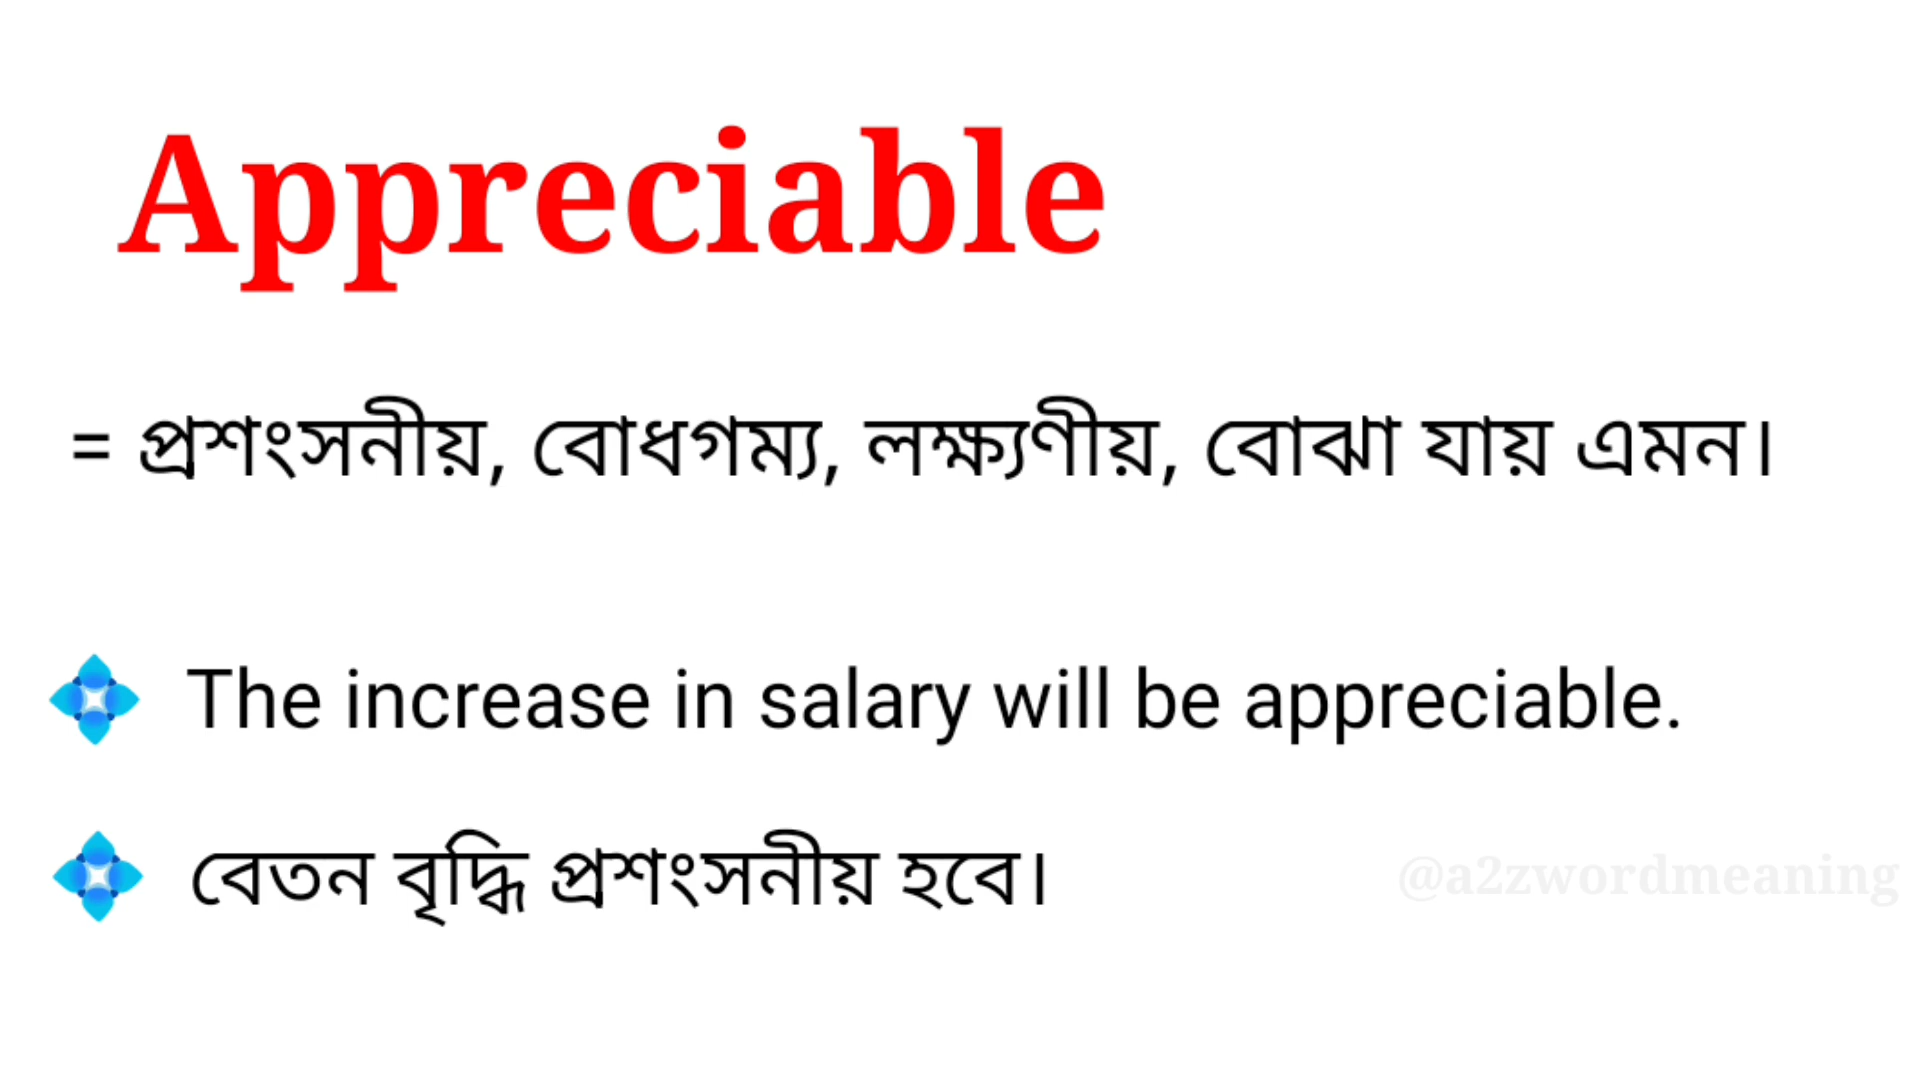 Appreciable
= প্রশংসনীয়, বোধগম্য, লক্ষ্যণীয়, বোঝা যায় এমন।
💠 The increase in salary will be appreciable.
💠 বেতন বৃদ্ধি প্রশংসনীয় হবে।
@a2zwordmeaning